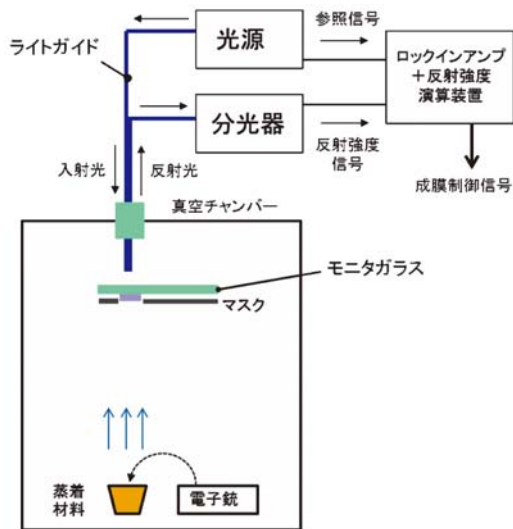 光源
参照信号
ライトガイド
ロックインアンプ
+反射強度
演算装置
分光器
反射強度
信号
入射光
反射光
成膜制御信号
真空チャンバー
モニタガラス
マスク
蒸着
材料
電子銃